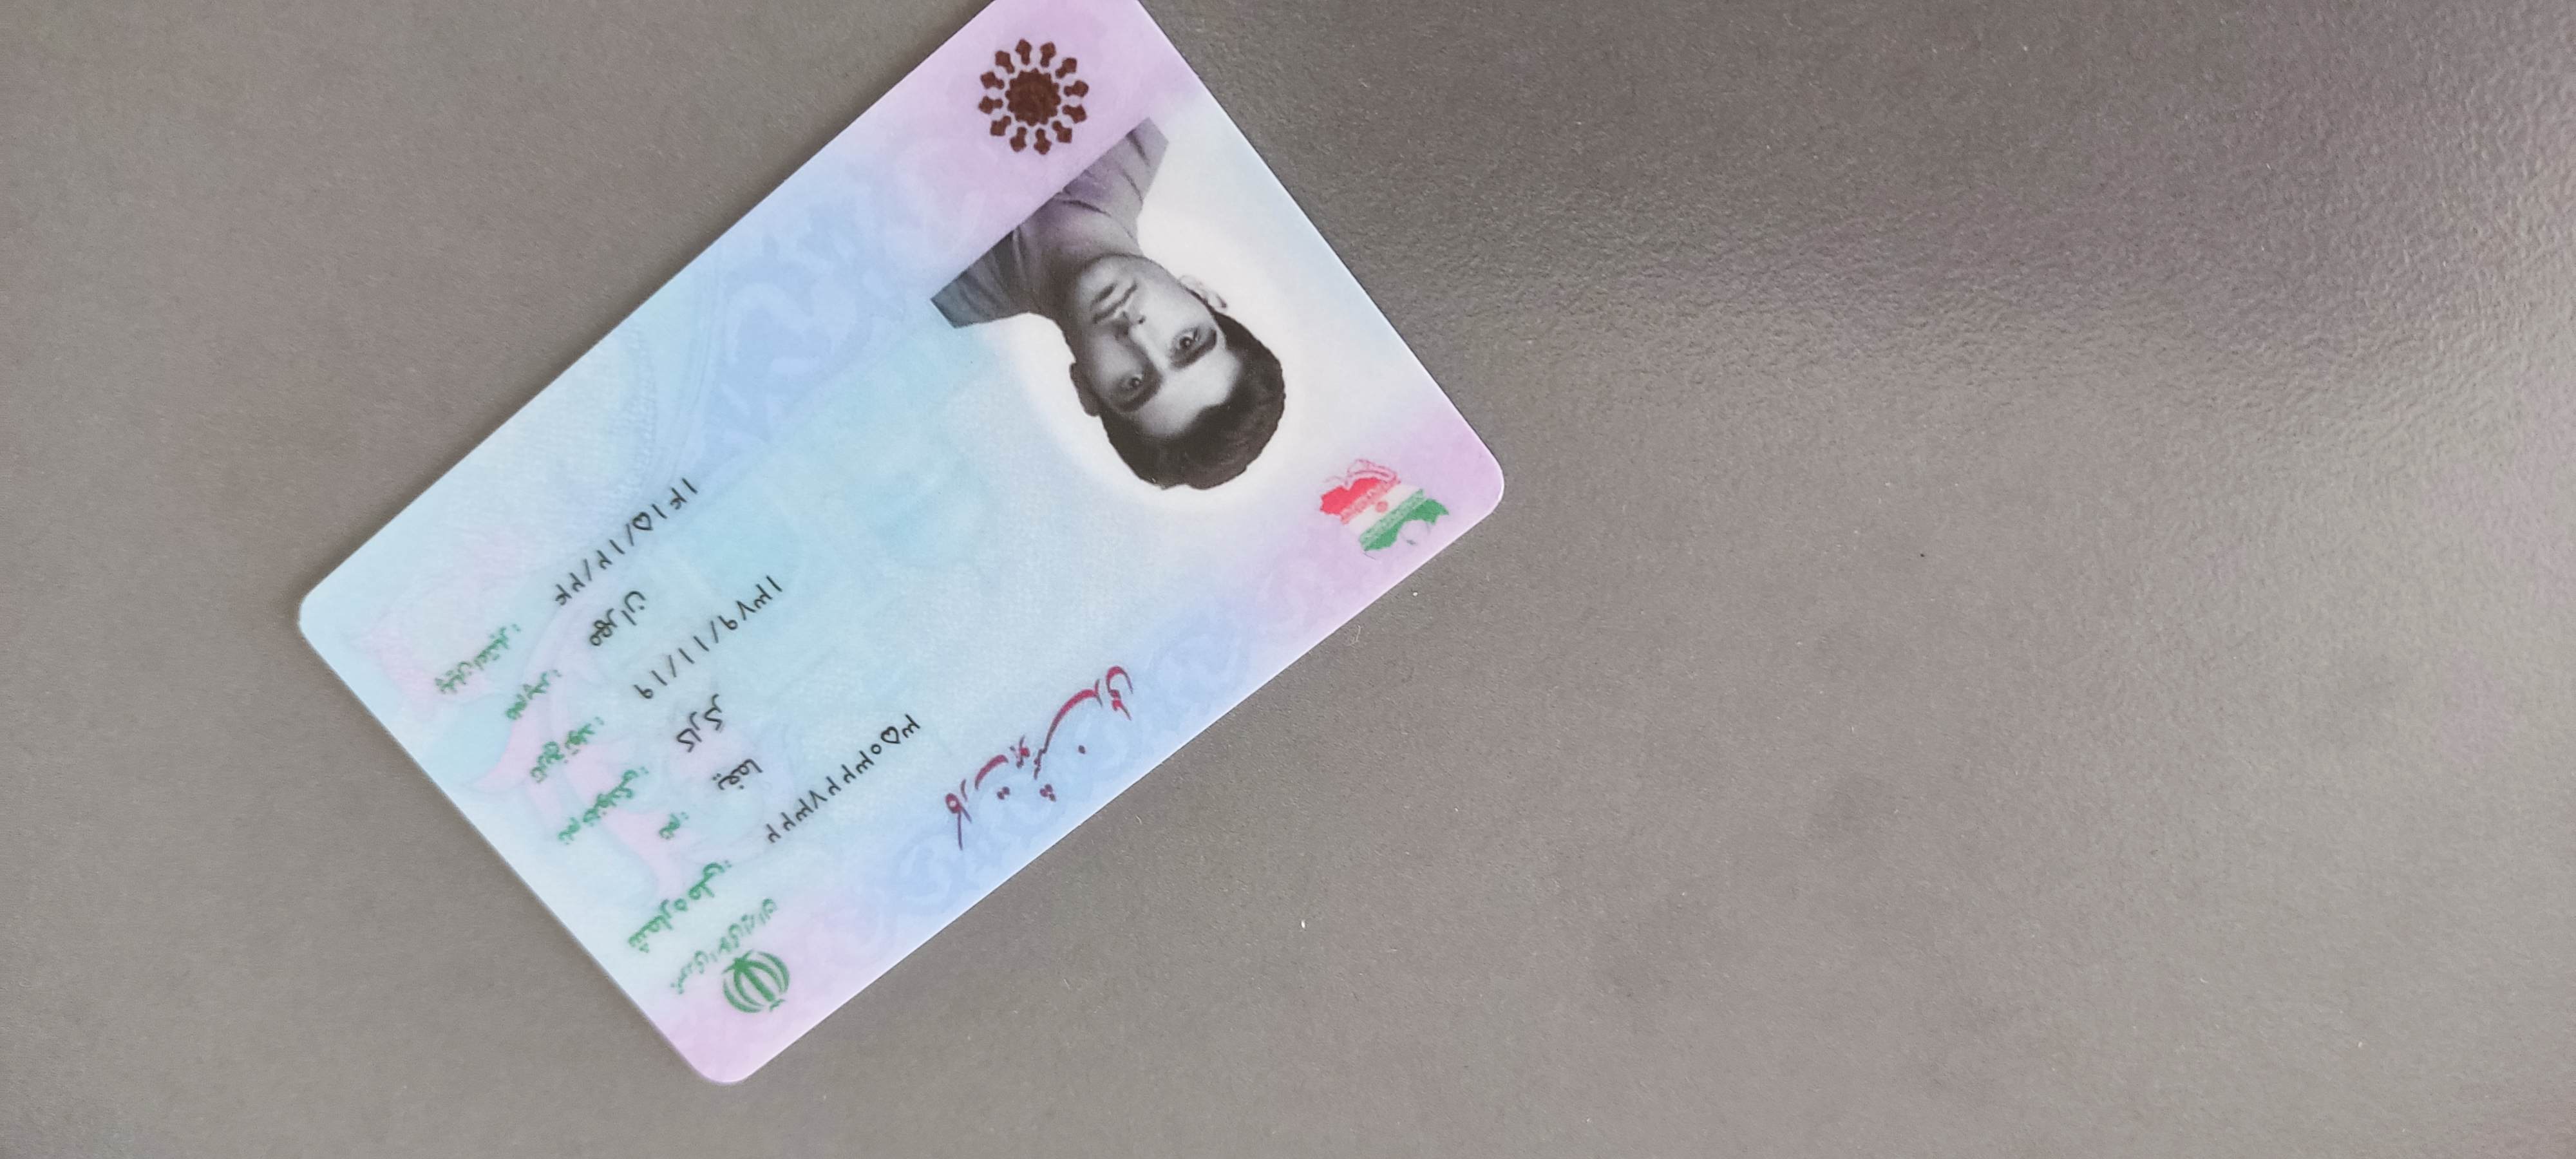 جمهوری اسلامی ایران
کارت هوشمند ملی
شماره ملی: ۳۵۰۳۲۲۷۳۲۲
نام: یغما
نام خانوادگی: کارگر
تاریخ تولد: ۱۳۷۹/۱۱/۱۹
نام پدر: مهران
پایان اعتبار: ۱۴۱۵/۱۲/۲۴